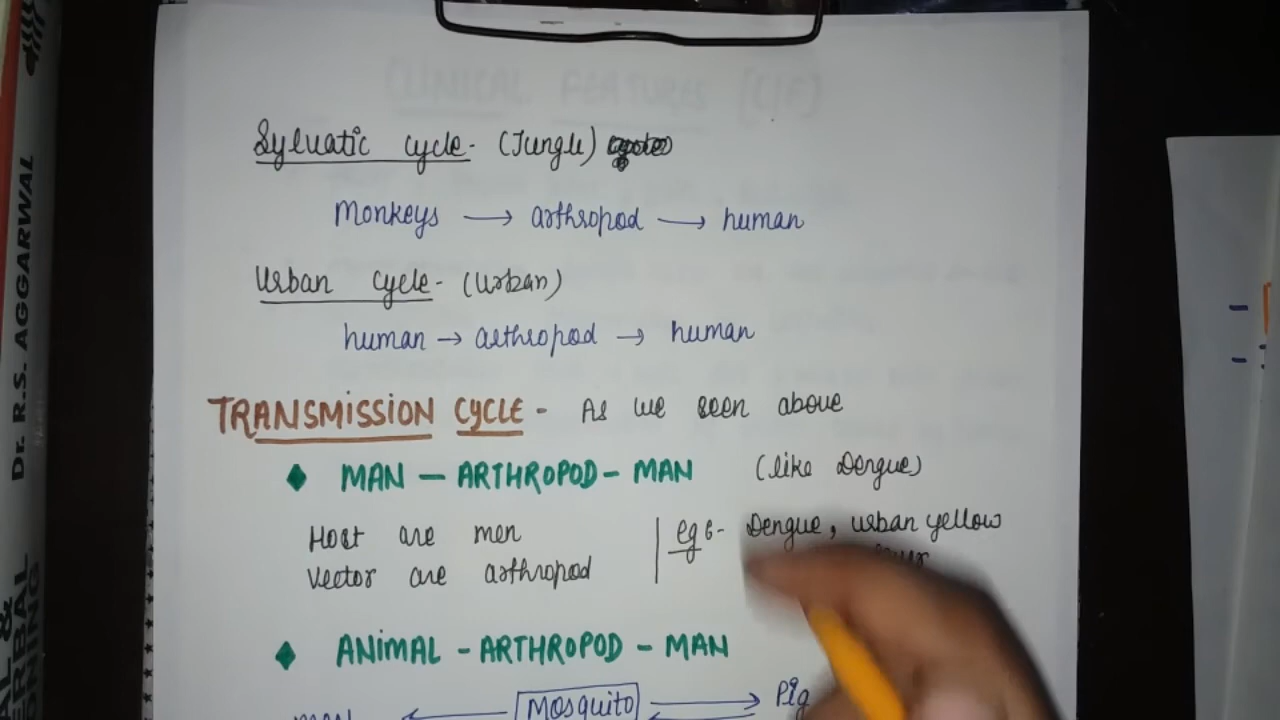 Sylvatic cycle- (Jungle)
Monkeys → arthropod → human
Urban cycle- (Urban)
human → arthropod → human
TRANSMISSION CYCLE - As we seen above
♦ MAN - ARTHROPOD - MAN (like Dengue)
Host are men
Vector are arthropod
eg:- Dengue, urban yellow
♦ ANIMAL - ARTHROPOD - MAN
Mosquito Pig
Dr. R.S. AGGARWAL